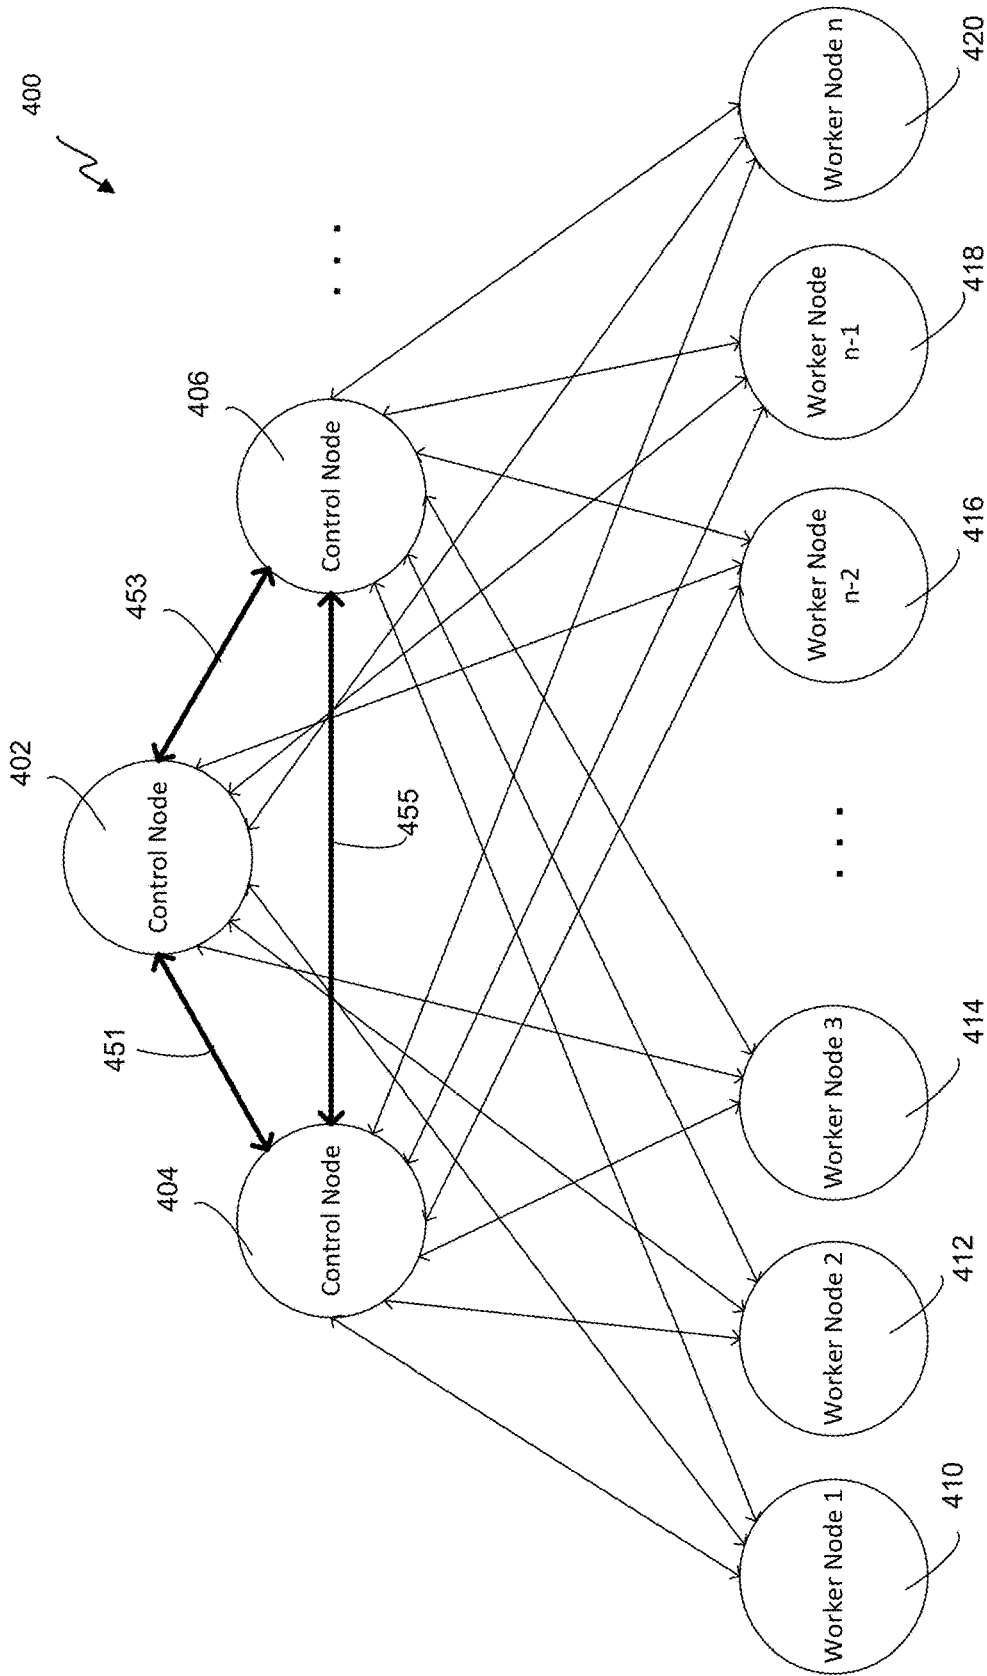 400
402
Control Node
451
453
404
Control Node
406
Control Node
455
. . .
Worker Node 1
Worker Node 2
Worker Node 3
. . .
Worker Node
n-2
Worker Node
n-1
Worker Node n
410
412
414
416
418
420